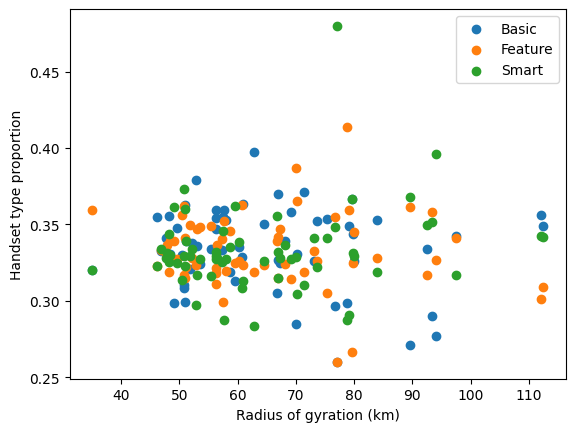 Basic
Feature
Smart
Handset type proportion
0.45
0.40
0.35
0.30
0.25
40 50 60 70 80 90 100 110
Radius of gyration (km)